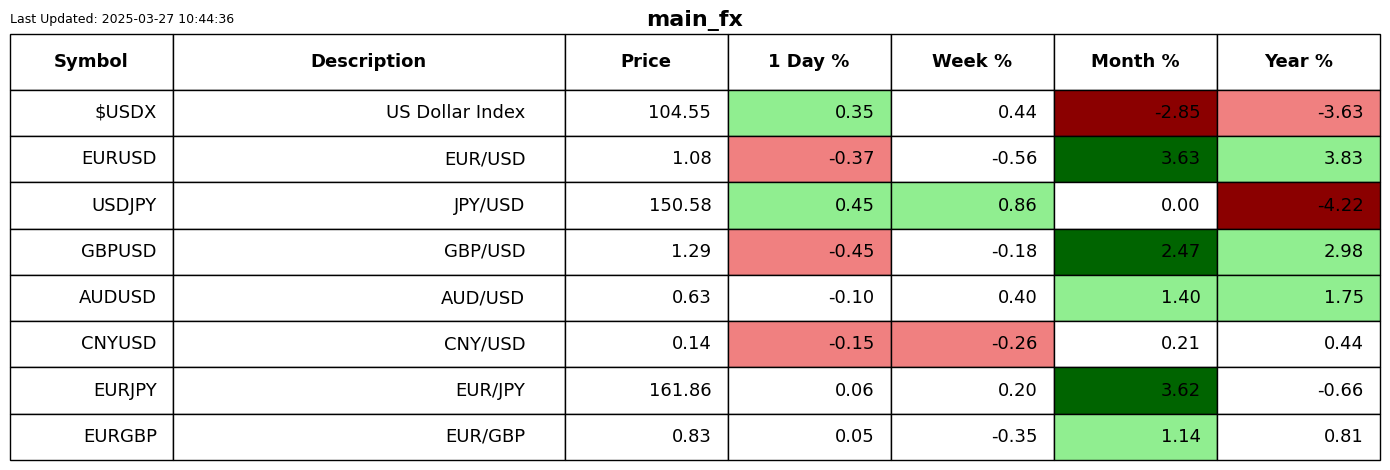 Last Updated: 2025-03-27 10:44:36
main_fx
Symbol Description Price 1 Day % Week % Month % Year %
$USDX US Dollar Index 104.55 0.35 0.44 -2.85 -3.63
EURUSD EUR/USD 1.08 -0.37 -0.56 3.63 3.83
USDJPY JPY/USD 150.58 0.45 0.86 0.00 -4.22
GBPUSD GBP/USD 1.29 -0.45 -0.18 2.47 2.98
AUDUSD AUD/USD 0.63 -0.10 0.40 1.40 1.75
CNYUSD CNY/USD 0.14 -0.15 -0.26 0.21 0.44
EURJPY EUR/JPY 161.86 0.06 0.20 3.62 -0.66
EURGBP EUR/GBP 0.83 0.05 -0.35 1.14 0.81